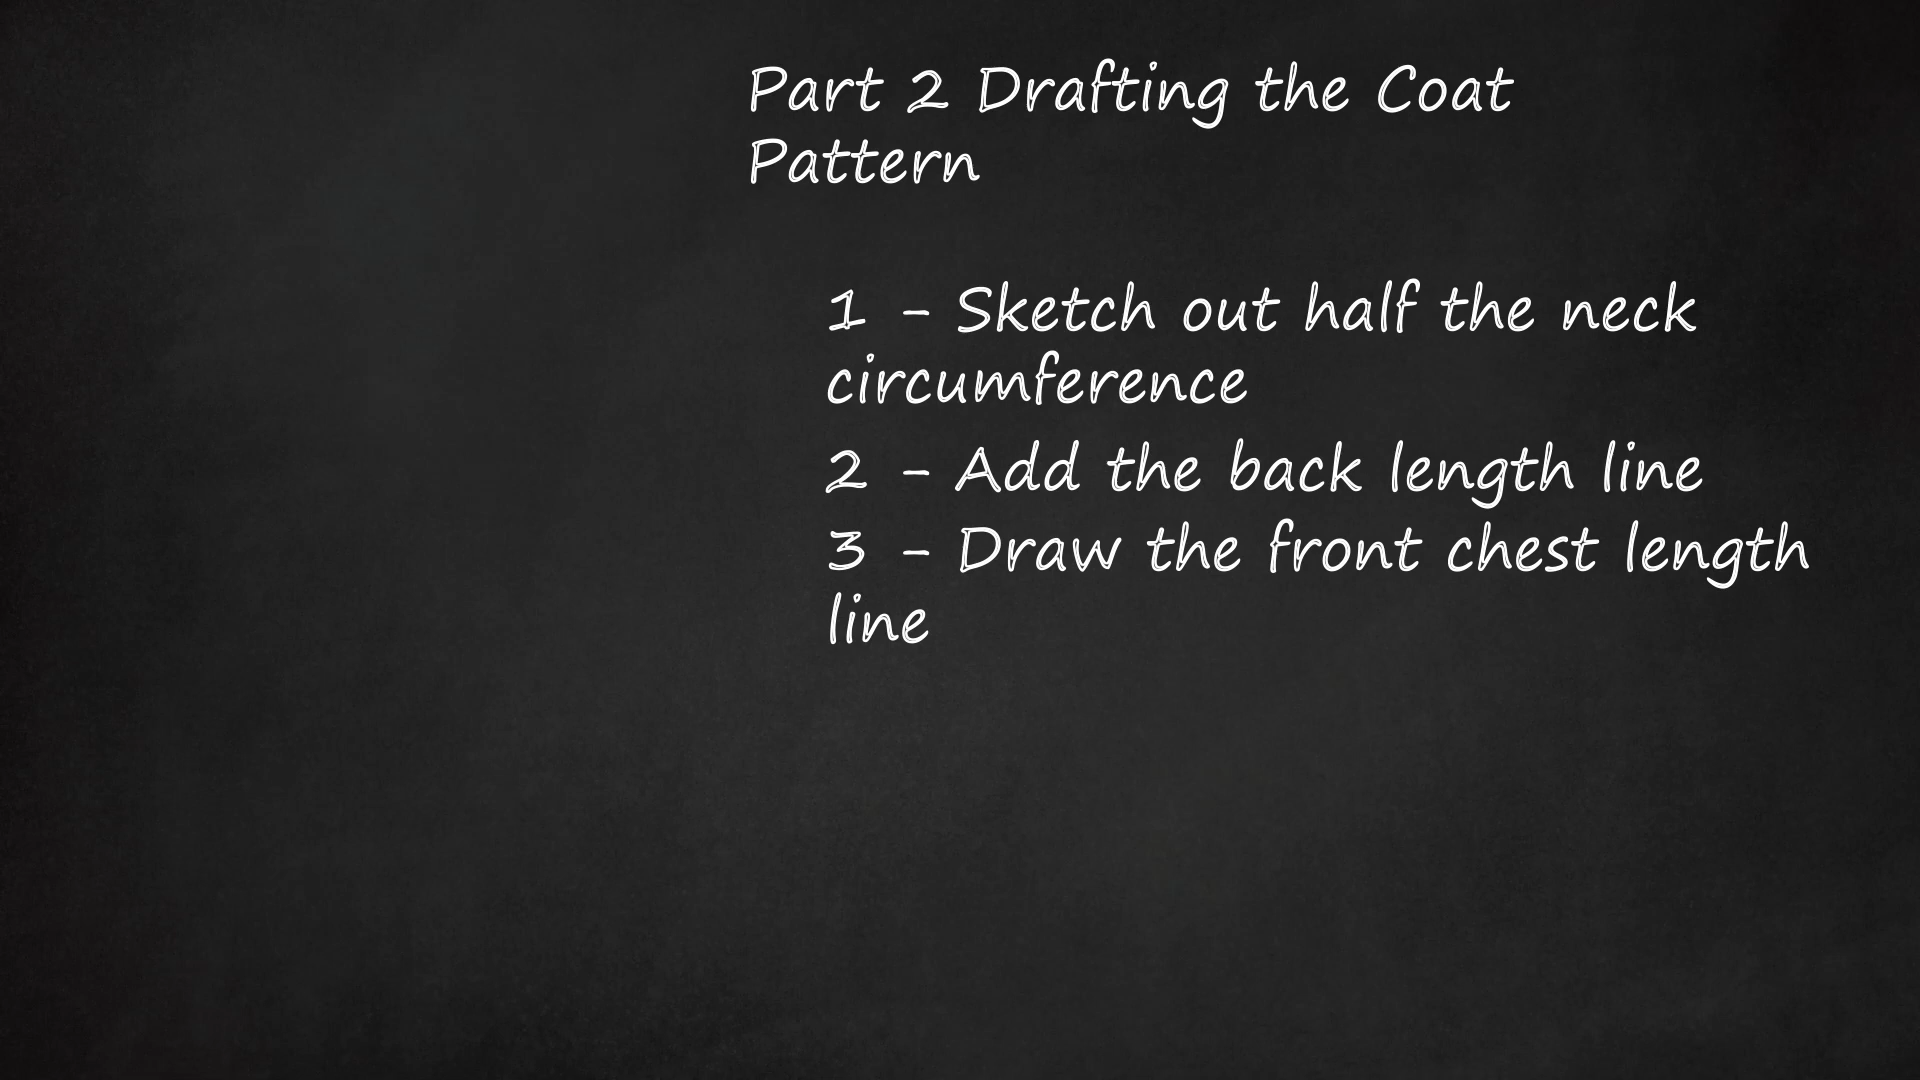 Part 2 Drafting the Coat
Pattern
1 - Sketch out half the neck
circumference
2 - Add the back length line
3 - Draw the front chest length
line